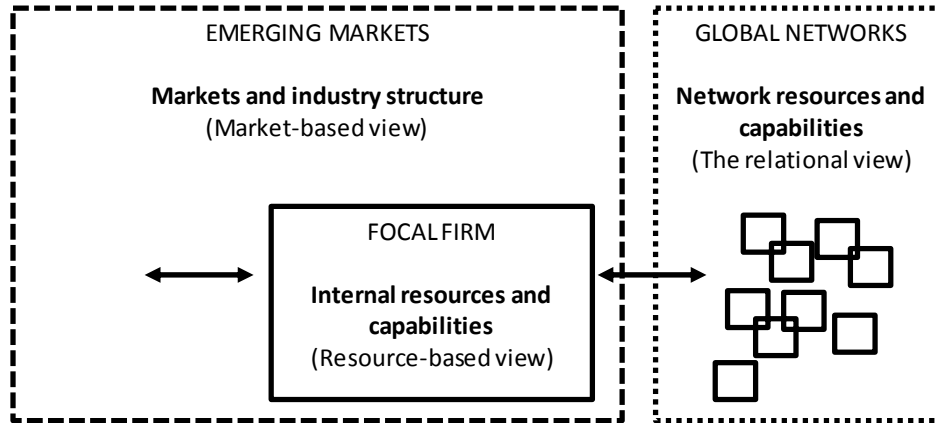 EMERGING MARKETS
Markets and industry structure
(Market-based view)
FOCAL FIRM
Internal resources and
capabilities
(Resource-based view)
GLOBAL NETWORKS
Network resources and
capabilities
(The relational view)